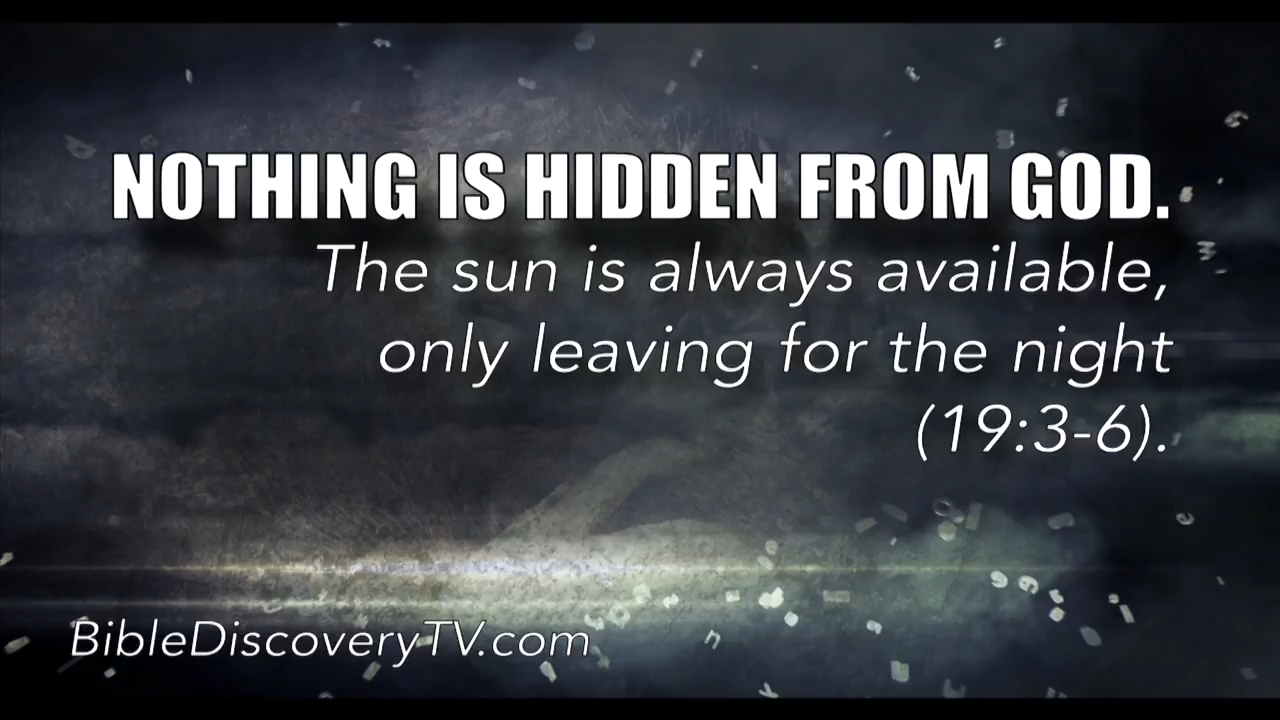 NOTHING IS HIDDEN FROM GOD.
The sun is always available,
only leaving for the night
(19:3-6).
BibleDiscoveryTV.com